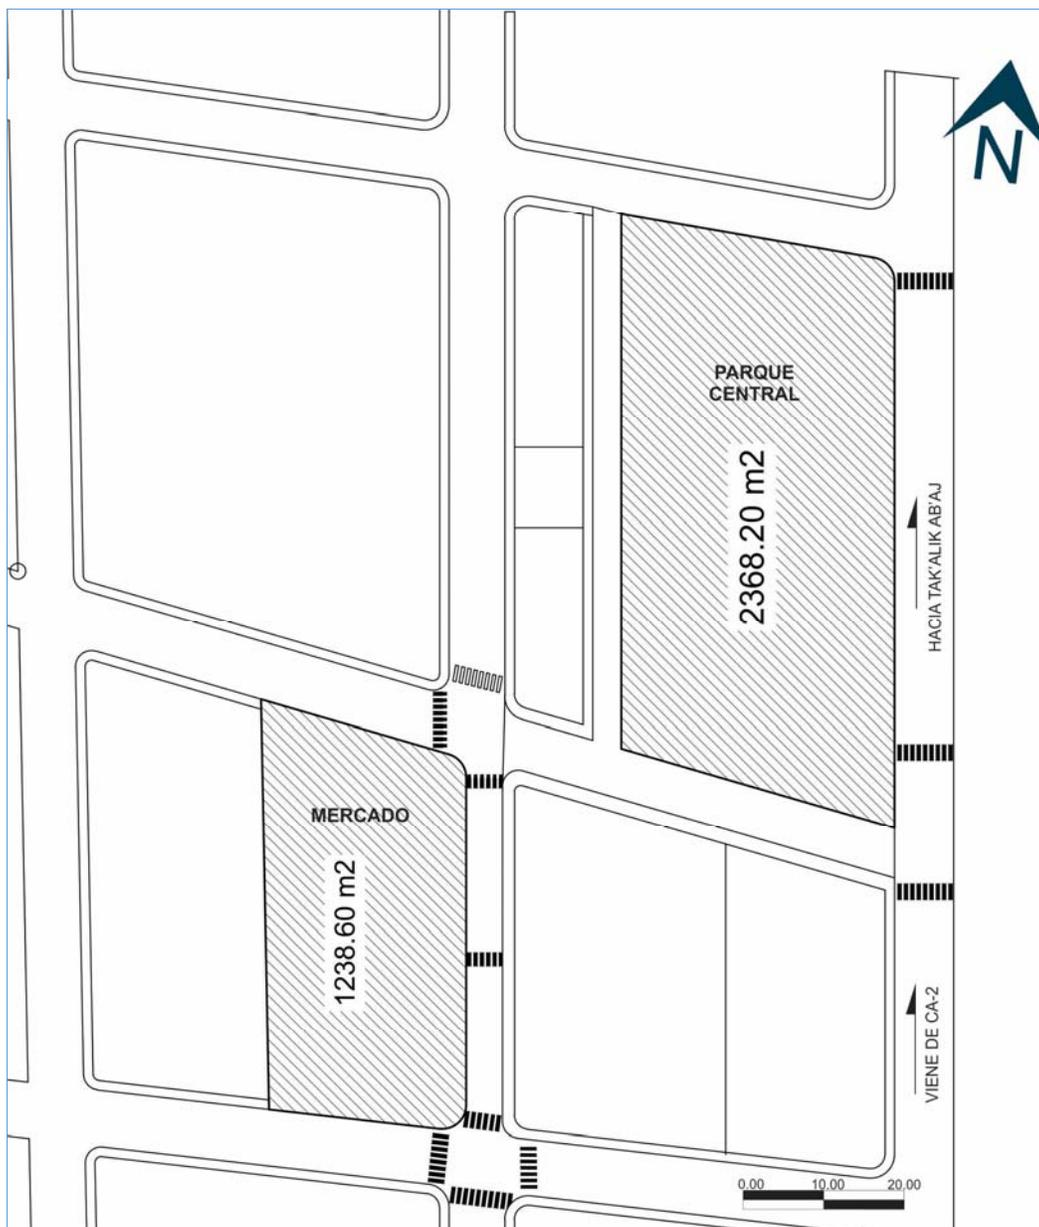 N
PARQUE
CENTRAL
2368.20 m2
HACIA TAK'ALIK AB'AJ
MERCADO
1238.60 m2
VIENE DE CA-2
0.00 10.00 20.00